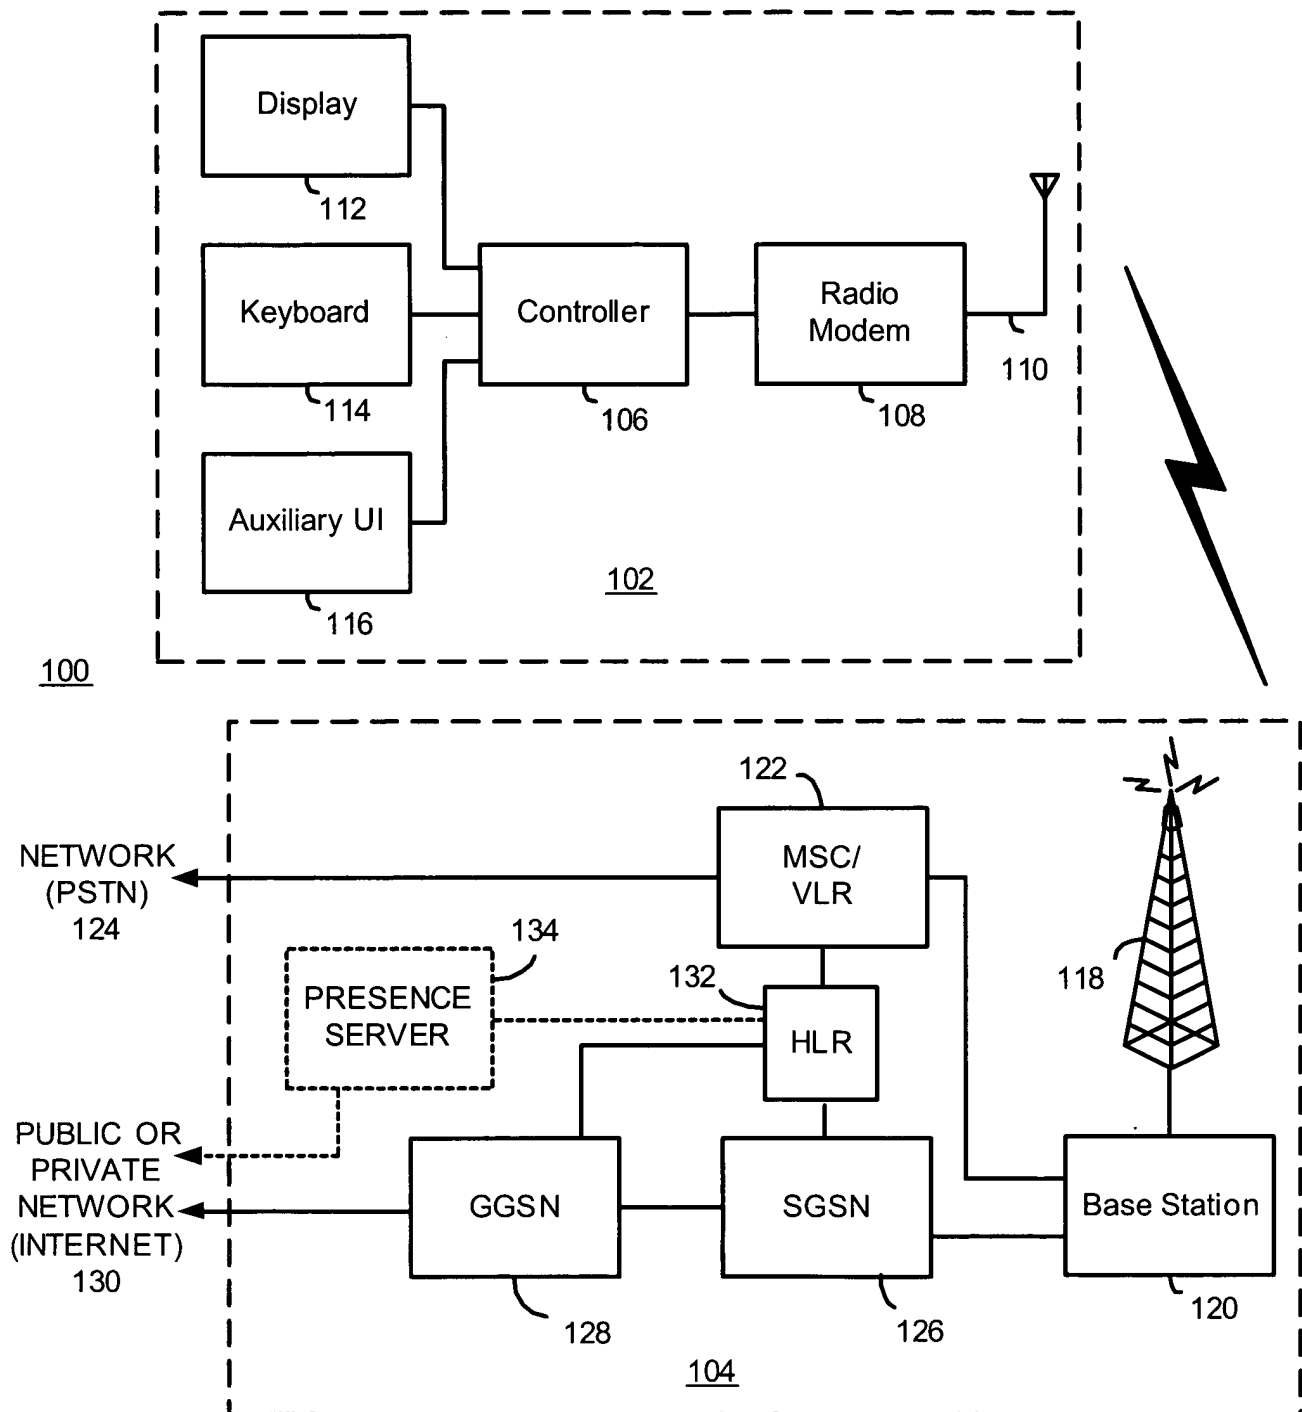 Display
112
Keyboard
114
Controller
106
Radio
Modem
108
110
Auxiliary UI
116
102
100
122
MSC/
VLR
NETWORK
(PSTN)
124
134
PRESENCE
SERVER
132
HLR
118
PUBLIC OR
PRIVATE
NETWORK
(INTERNET)
130
GGSN
128
SGSN
126
Base Station
120
104